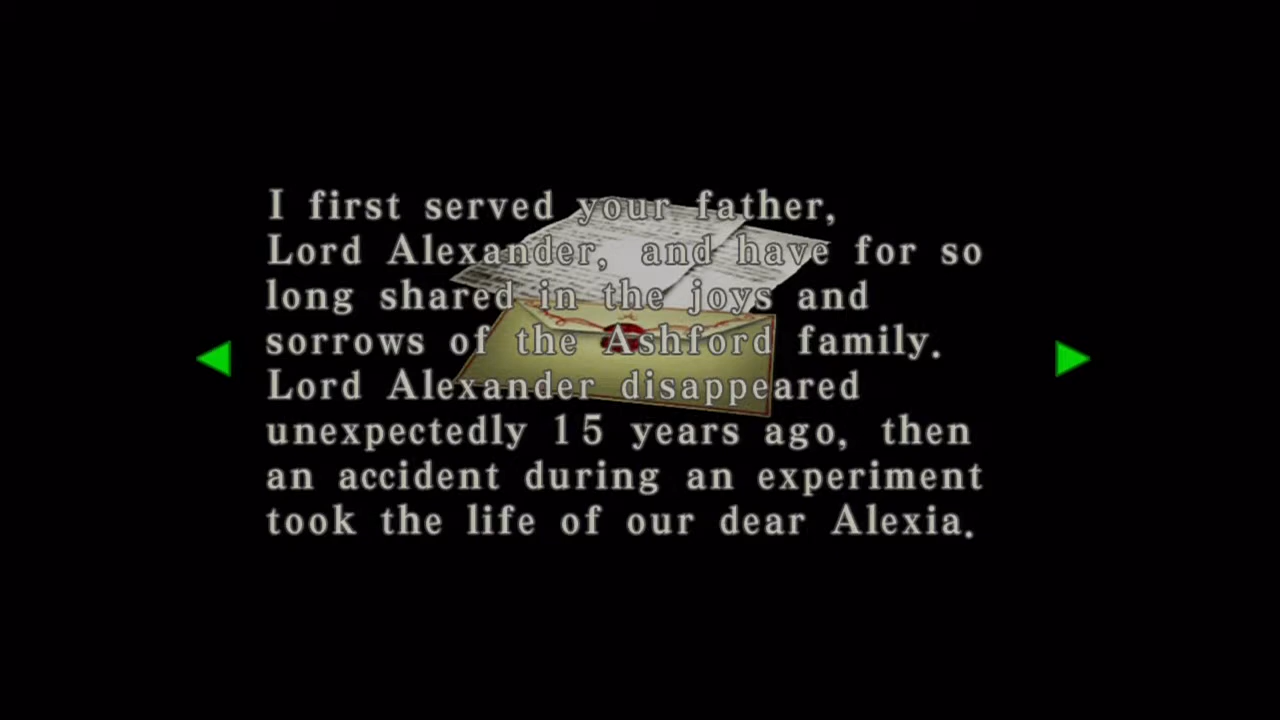 I first served your father,
Lord Alexander, and have for so
long shared in the joys and
sorrows of the Ashford family.
Lord Alexander disappeared
unexpectedly 15 years ago, then
an accident during an experiment
took the life of our dear Alexia.